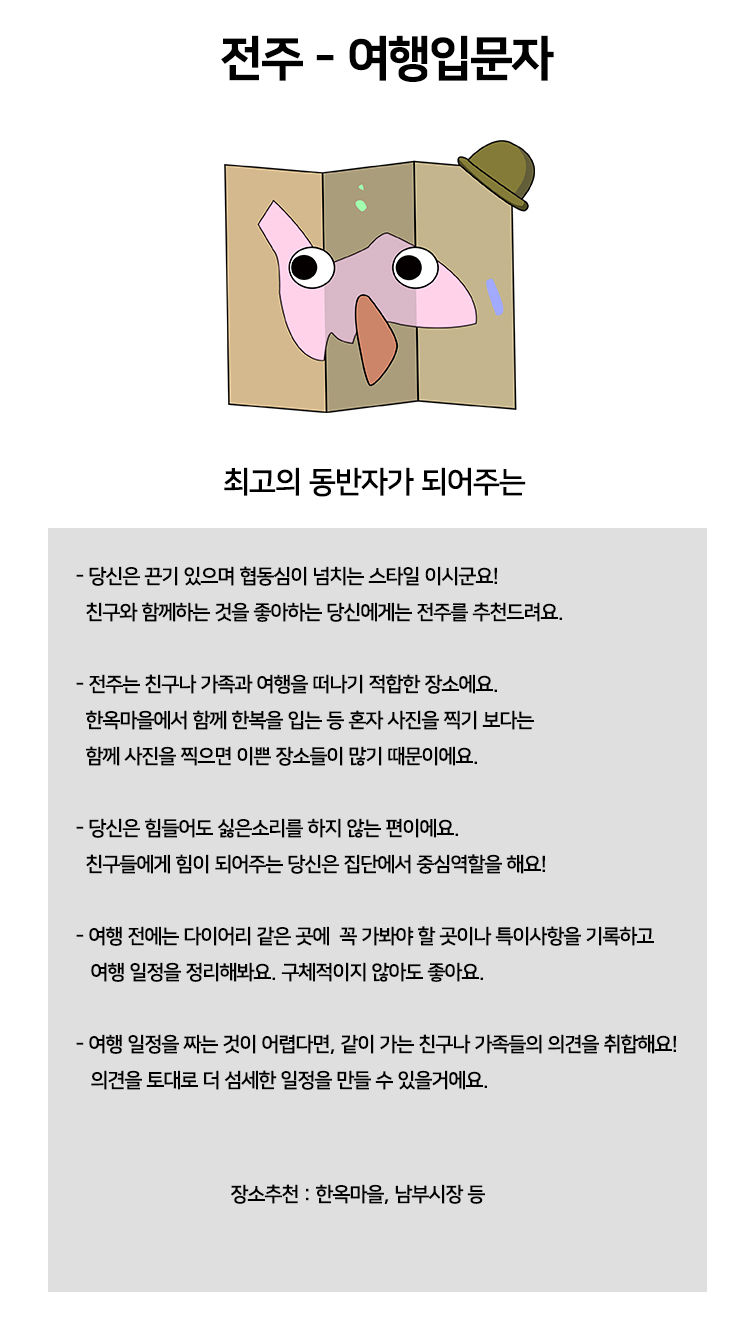 전주 - 여행입문자
최고의 동반자가 되어주는
- 당신은 끈기 있으며 협동심이 넘치는 스타일 이시군요!
친구와 함께하는 것을 좋아하는 당신에게는 전주를 추천드려요.
- 전주는 친구나 가족과 여행을 떠나기 적합한 장소에요.
한옥마을에서 함께 한복을 입는 등 혼자 사진을 찍기 보다는
함께 사진을 찍으면 이쁜 장소들이 많기 때문이에요.
- 당신은 힘들어도 싫은소리를 하지 않는 편이에요.
친구들에게 힘이 되어주는 당신은 집단에서 중심역할을 해요!
- 여행 전에는 다이어리 같은 곳에  꼭 가봐야 할 곳이나 특이사항을 기록하고
여행 일정을 정리해봐요. 구체적이지 않아도 좋아요.
- 여행 일정을 짜는 것이 어렵다면, 같이 가는 친구나 가족들의 의견을 취합해요!
의견을 토대로 더 섬세한 일정을 만들 수 있을거에요.
장소추천 : 한옥마을, 남부시장 등